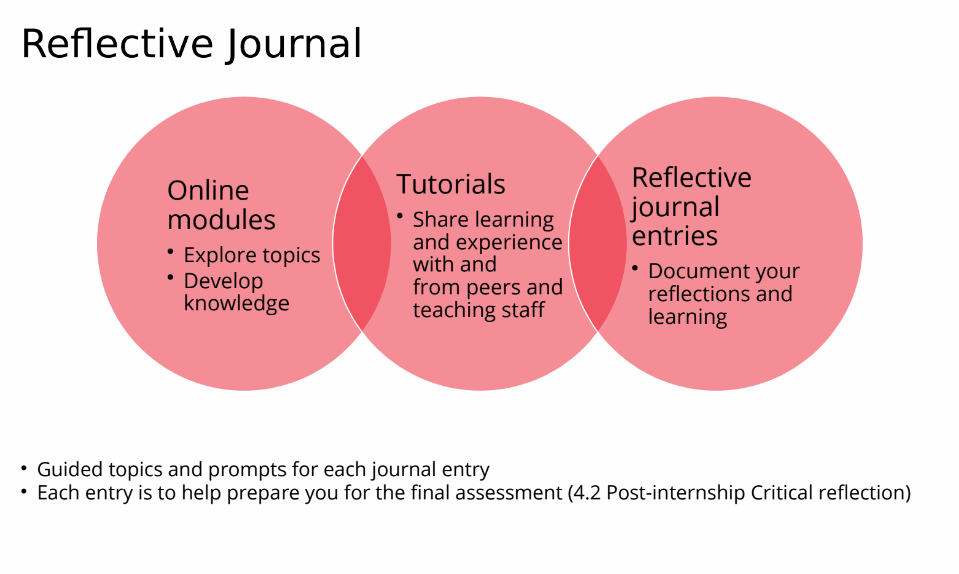 Reflective Journal
Online
modules
• Explore topics
• Develop
knowledge
Tutorials
• Share learning
and experience
with and
from peers and
teaching staff
Reflective
journal
entries
• Document your
reflections and
learning
• Guided topics and prompts for each journal entry
• Each entry is to help prepare you for the final assessment (4.2 Post-internship Critical reflection)